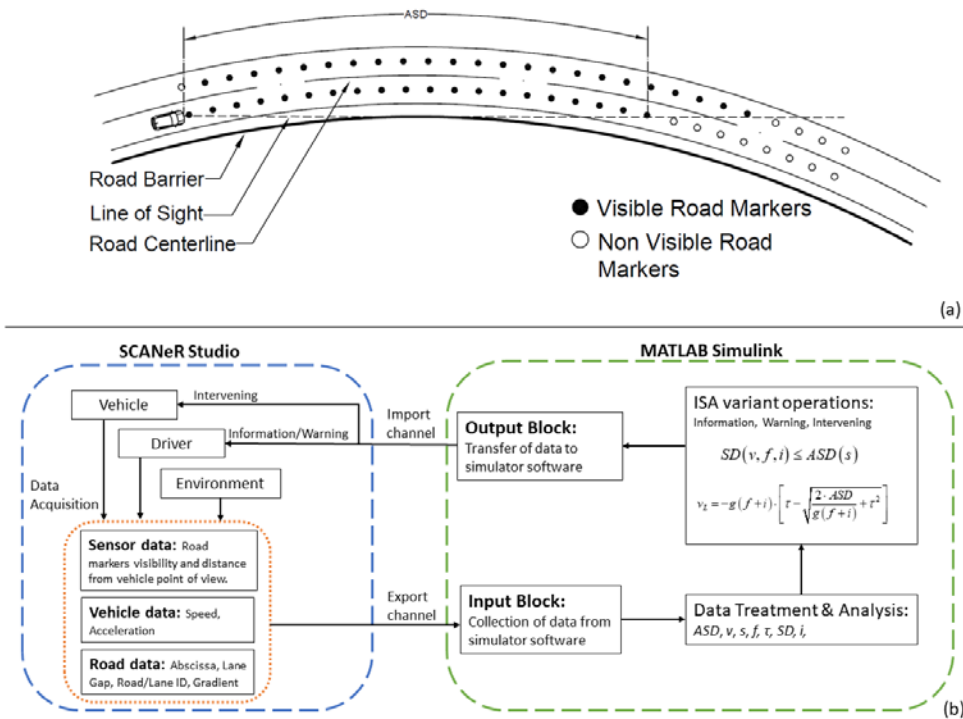 ASD
Road Barrier
Line of Sight
Road Centerline
Visible Road Markers
Non Visible Road
Markers
(a)
SCANeR Studio
MATLAB Simulink
Vehicle
Intervening
Driver
Information/Warning
Environment
Data
Acquisition
Sensor data: Road
markers visibility and distance
from vehicle point of view.
Vehicle data: Speed,
Acceleration
Road data: Abscissa, Lane
Gap, Road/Lane ID, Gradient
Import
channel
Export
channel
Output Block:
Transfer of data to
simulator software
Input Block:
Collection of data from
simulator software
ISA variant operations:
Information, Warning, Intervening
SD(v, f, i) ≤ ASD(s)
v_L = -g(f+i)·[τ - √(2·ASD/g(f+i) + τ²)]
Data Treatment & Analysis:
ASD, v, s, f, τ, SD, i,
(b)